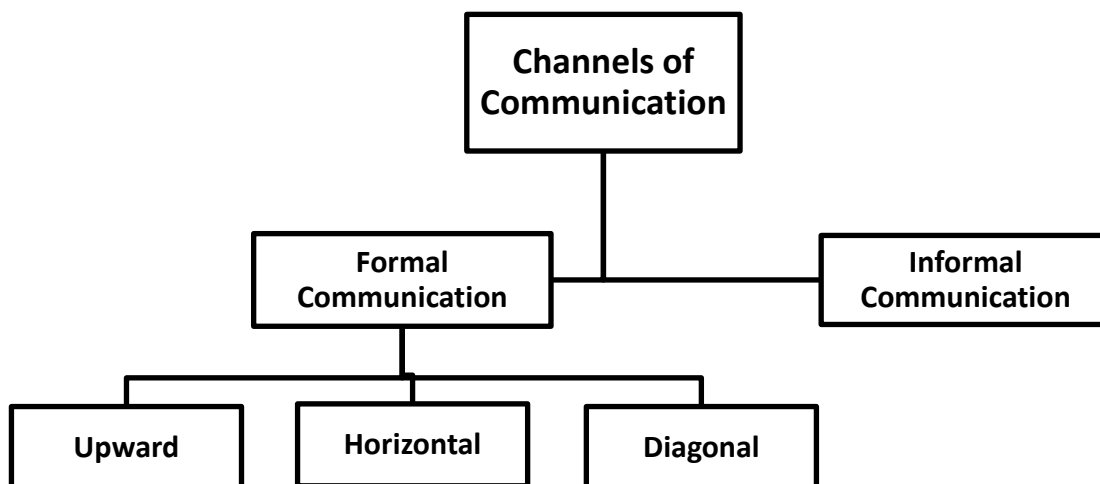 Channels of
Communication
Formal
Communication
Informal
Communication
Upward
Horizontal
Diagonal